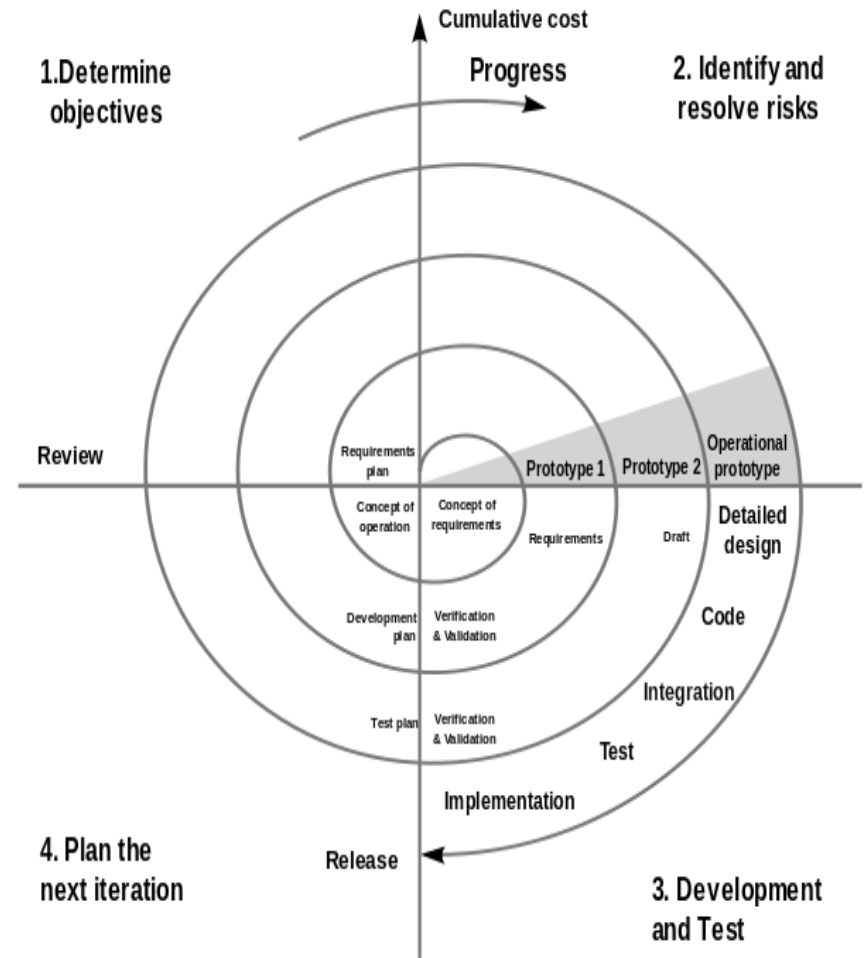 Cumulative cost
Progress
1.Determine
objectives
2. Identify and
resolve risks
Review
Requirements
plan
Prototype 1
Prototype 2
Operational
prototype
Concept of
operation
Concept of
requirements
Requirements
Draft
Detailed
design
Code
Development
plan
Verification
& Validation
Integration
Test plan
Verification
& Validation
Test
Implementation
Release
4. Plan the
next iteration
3. Development
and Test